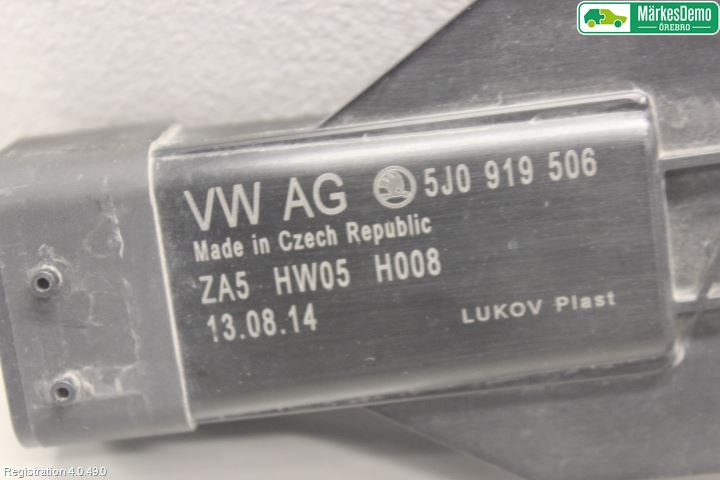 MärkesDemo
ÖREBRO
VW AG 5J0 919 506
Made in Czech Republic
ZA5 HW05 H008
13.08.14 LUKOV Plast
Registration 4.0.49.0